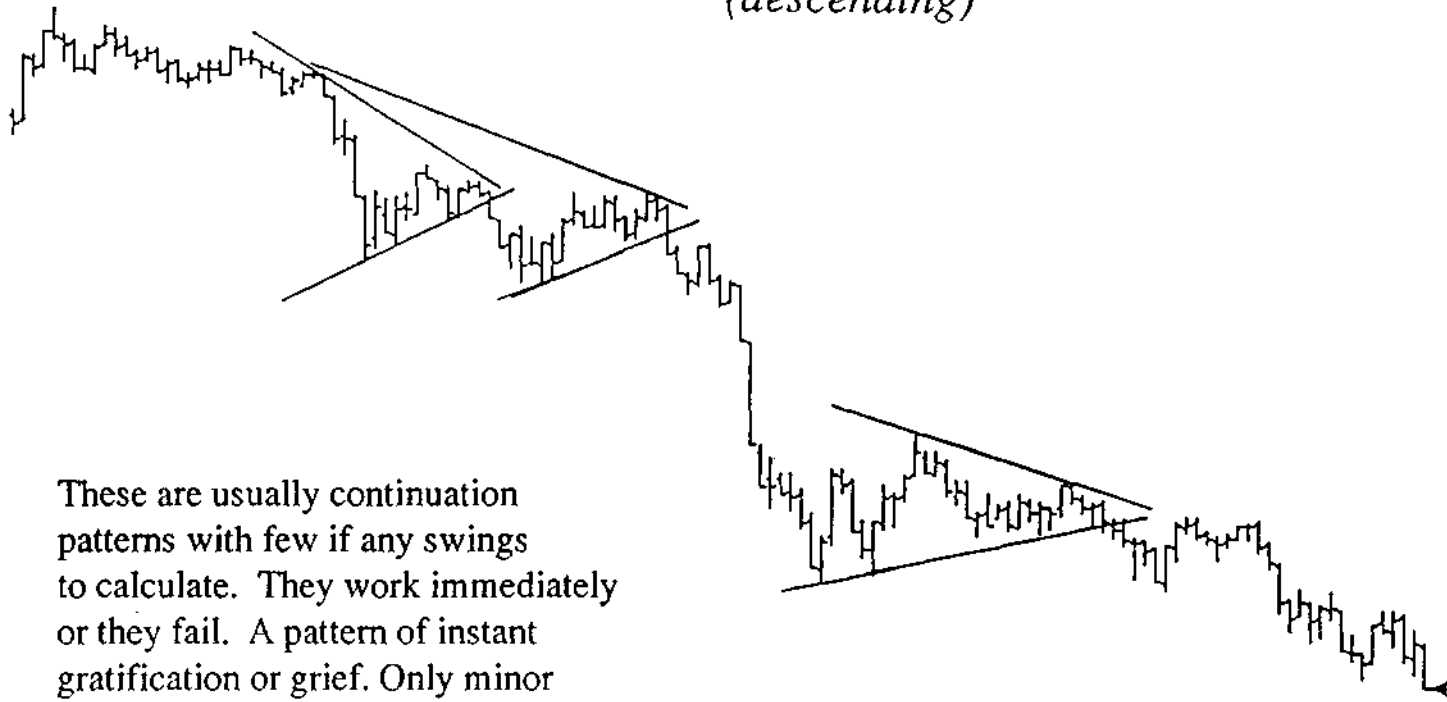 (descending)
These are usually continuation
patterns with few if any swings
to calculate. They work immediately
or they fail. A pattern of instant
gratification or grief. Only minor